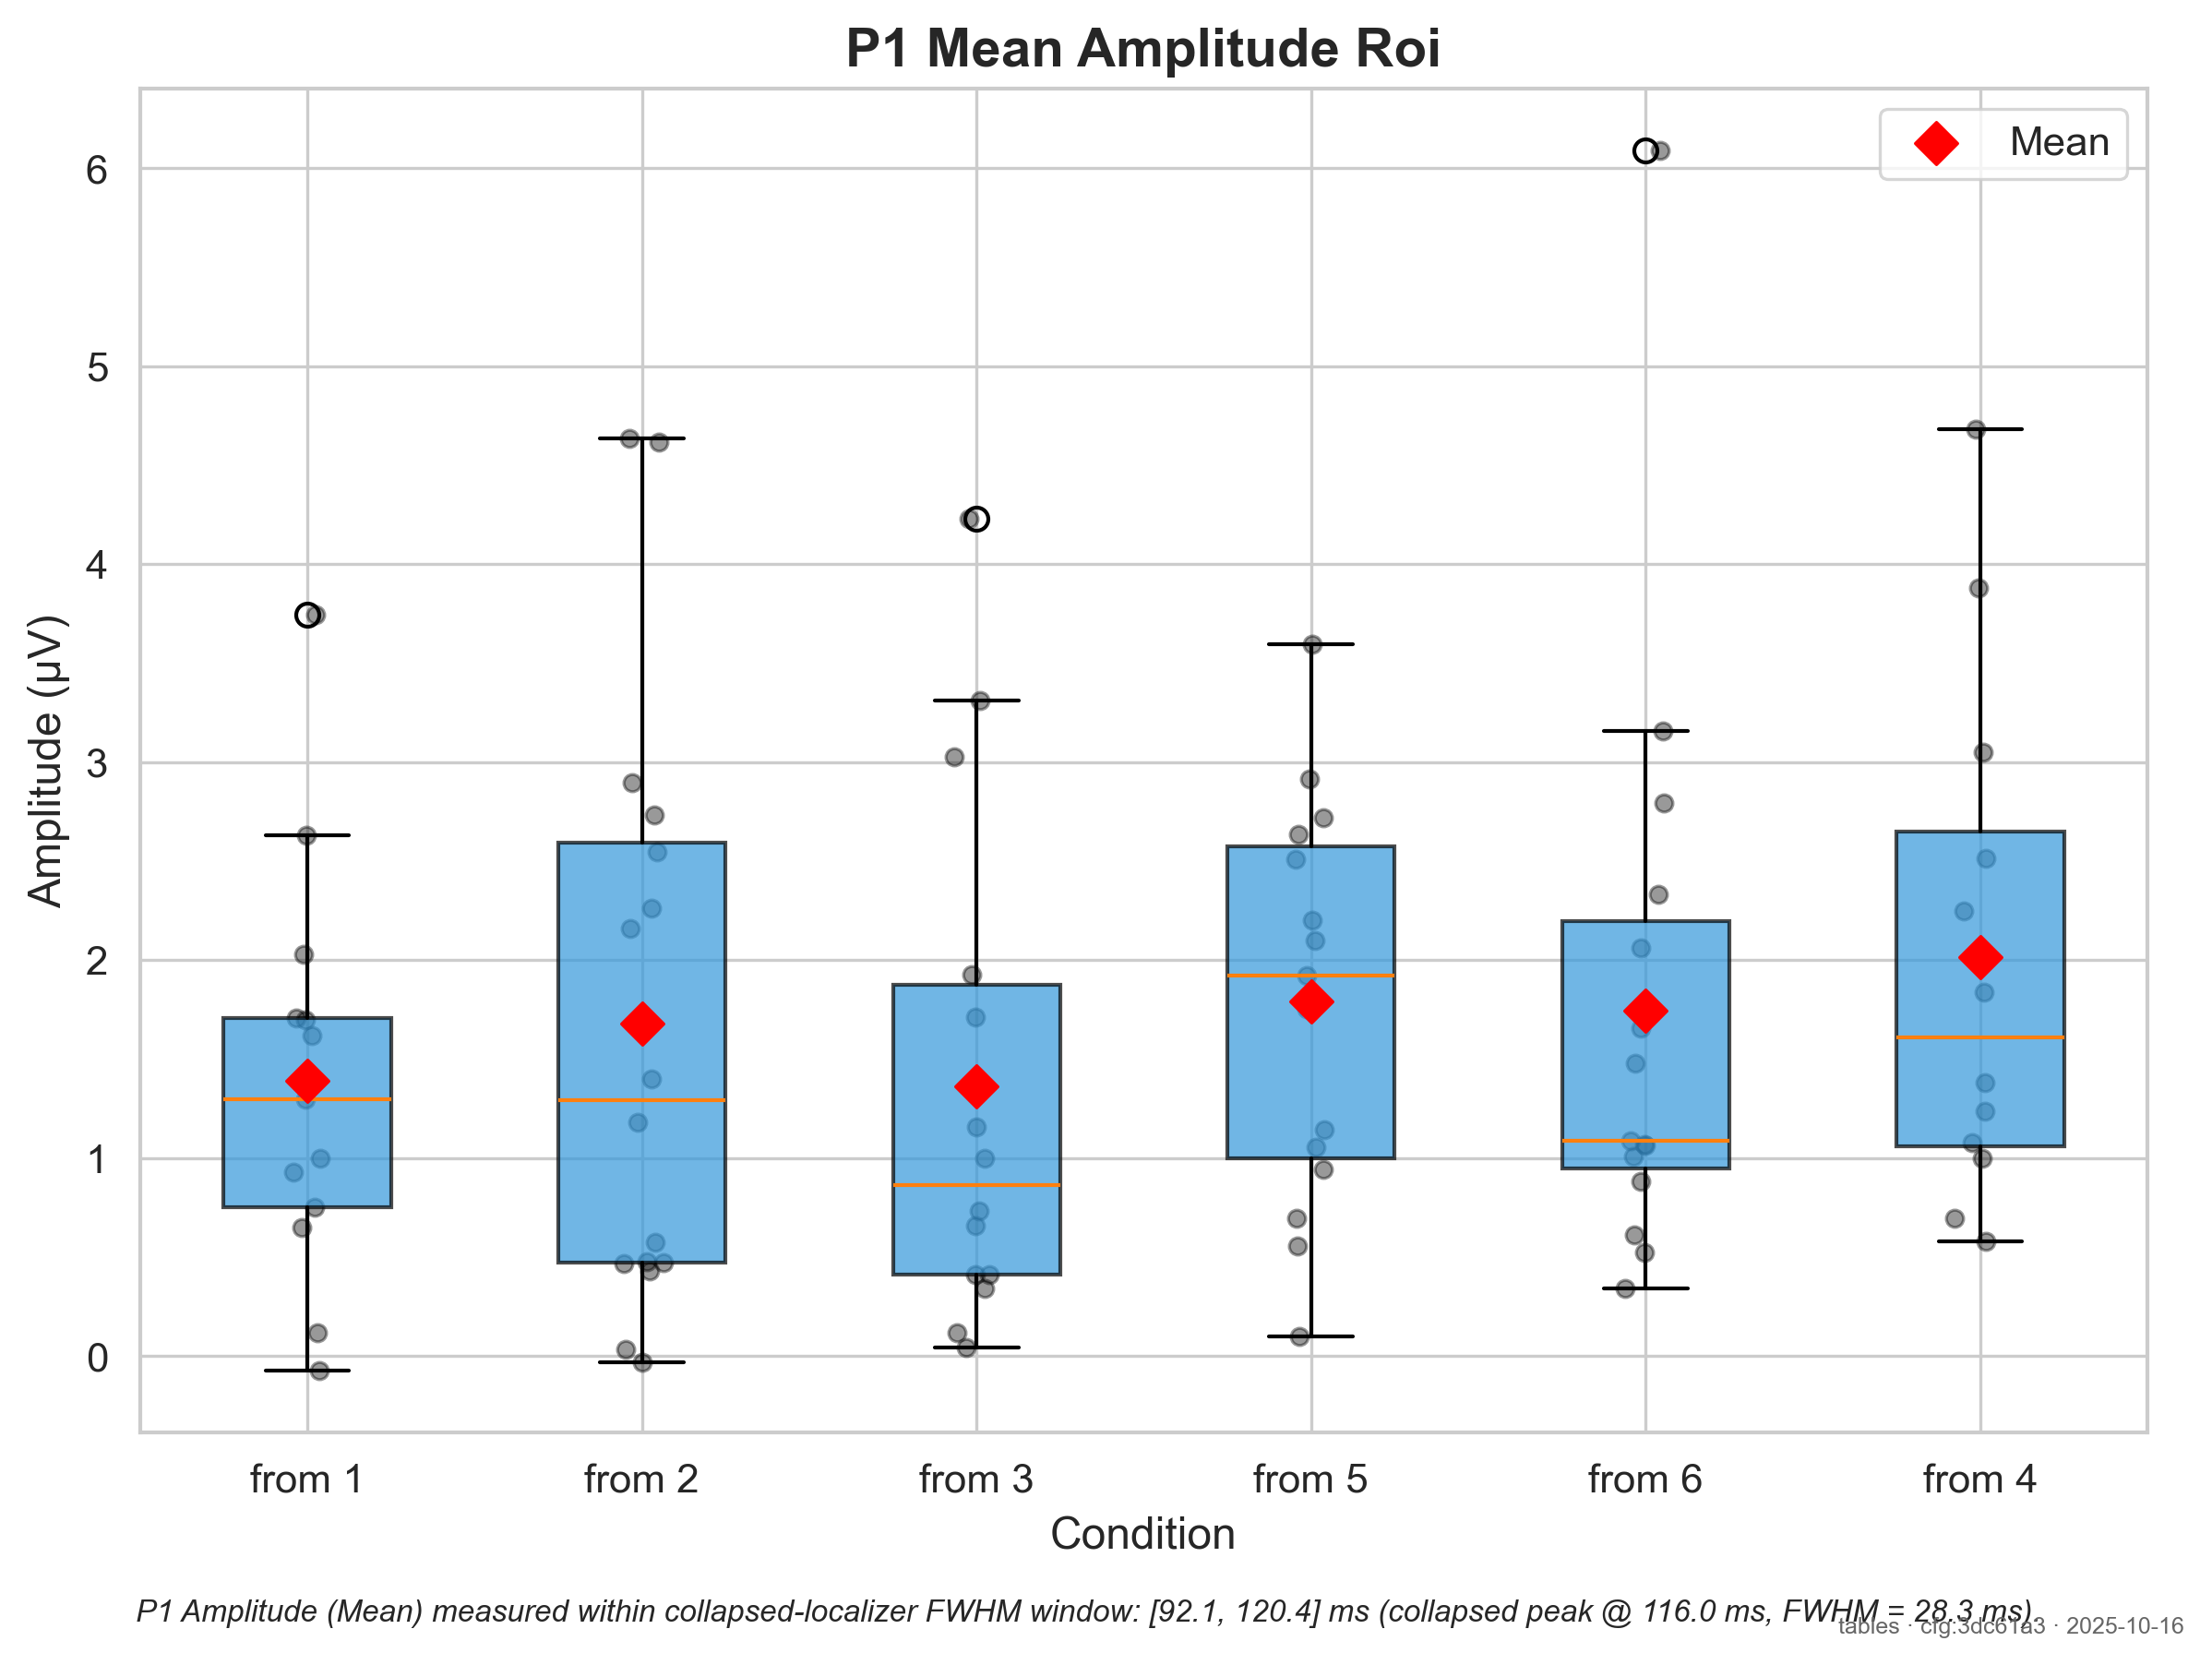 P1 Mean Amplitude Roi
Mean
Amplitude (µV)
6
5
4
3
2
1
0
from 1 from 2 from 3 from 5 from 6 from 4
Condition
P1 Amplitude (Mean) measured within collapsed-localizer FWHM window: [92.1, 120.4] ms (collapsed peak @ 116.0 ms, FWHM = 28.3 ms)
tables · cfg:3dc61a3 · 2025-10-16